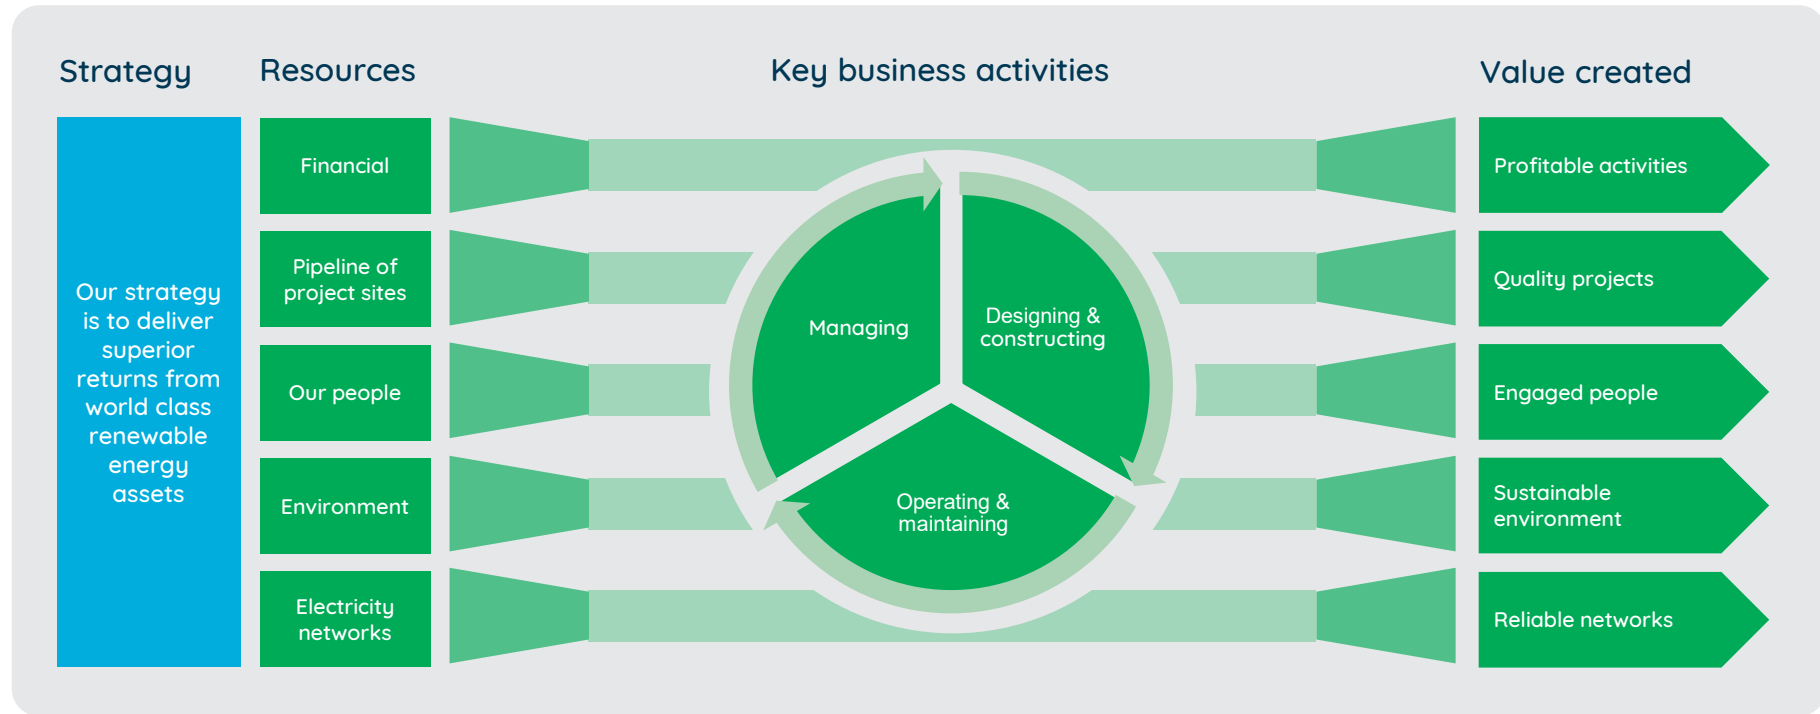 Strategy
Resources
Key business activities
Value created
Our strategy
is to deliver
superior
returns from
world class
renewable
energy
assets
Financial
Pipeline of
project sites
Our people
Environment
Electricity
networks
Managing
Designing &
constructing
Operating &
maintaining
Profitable activities
Quality projects
Engaged people
Sustainable
environment
Reliable networks